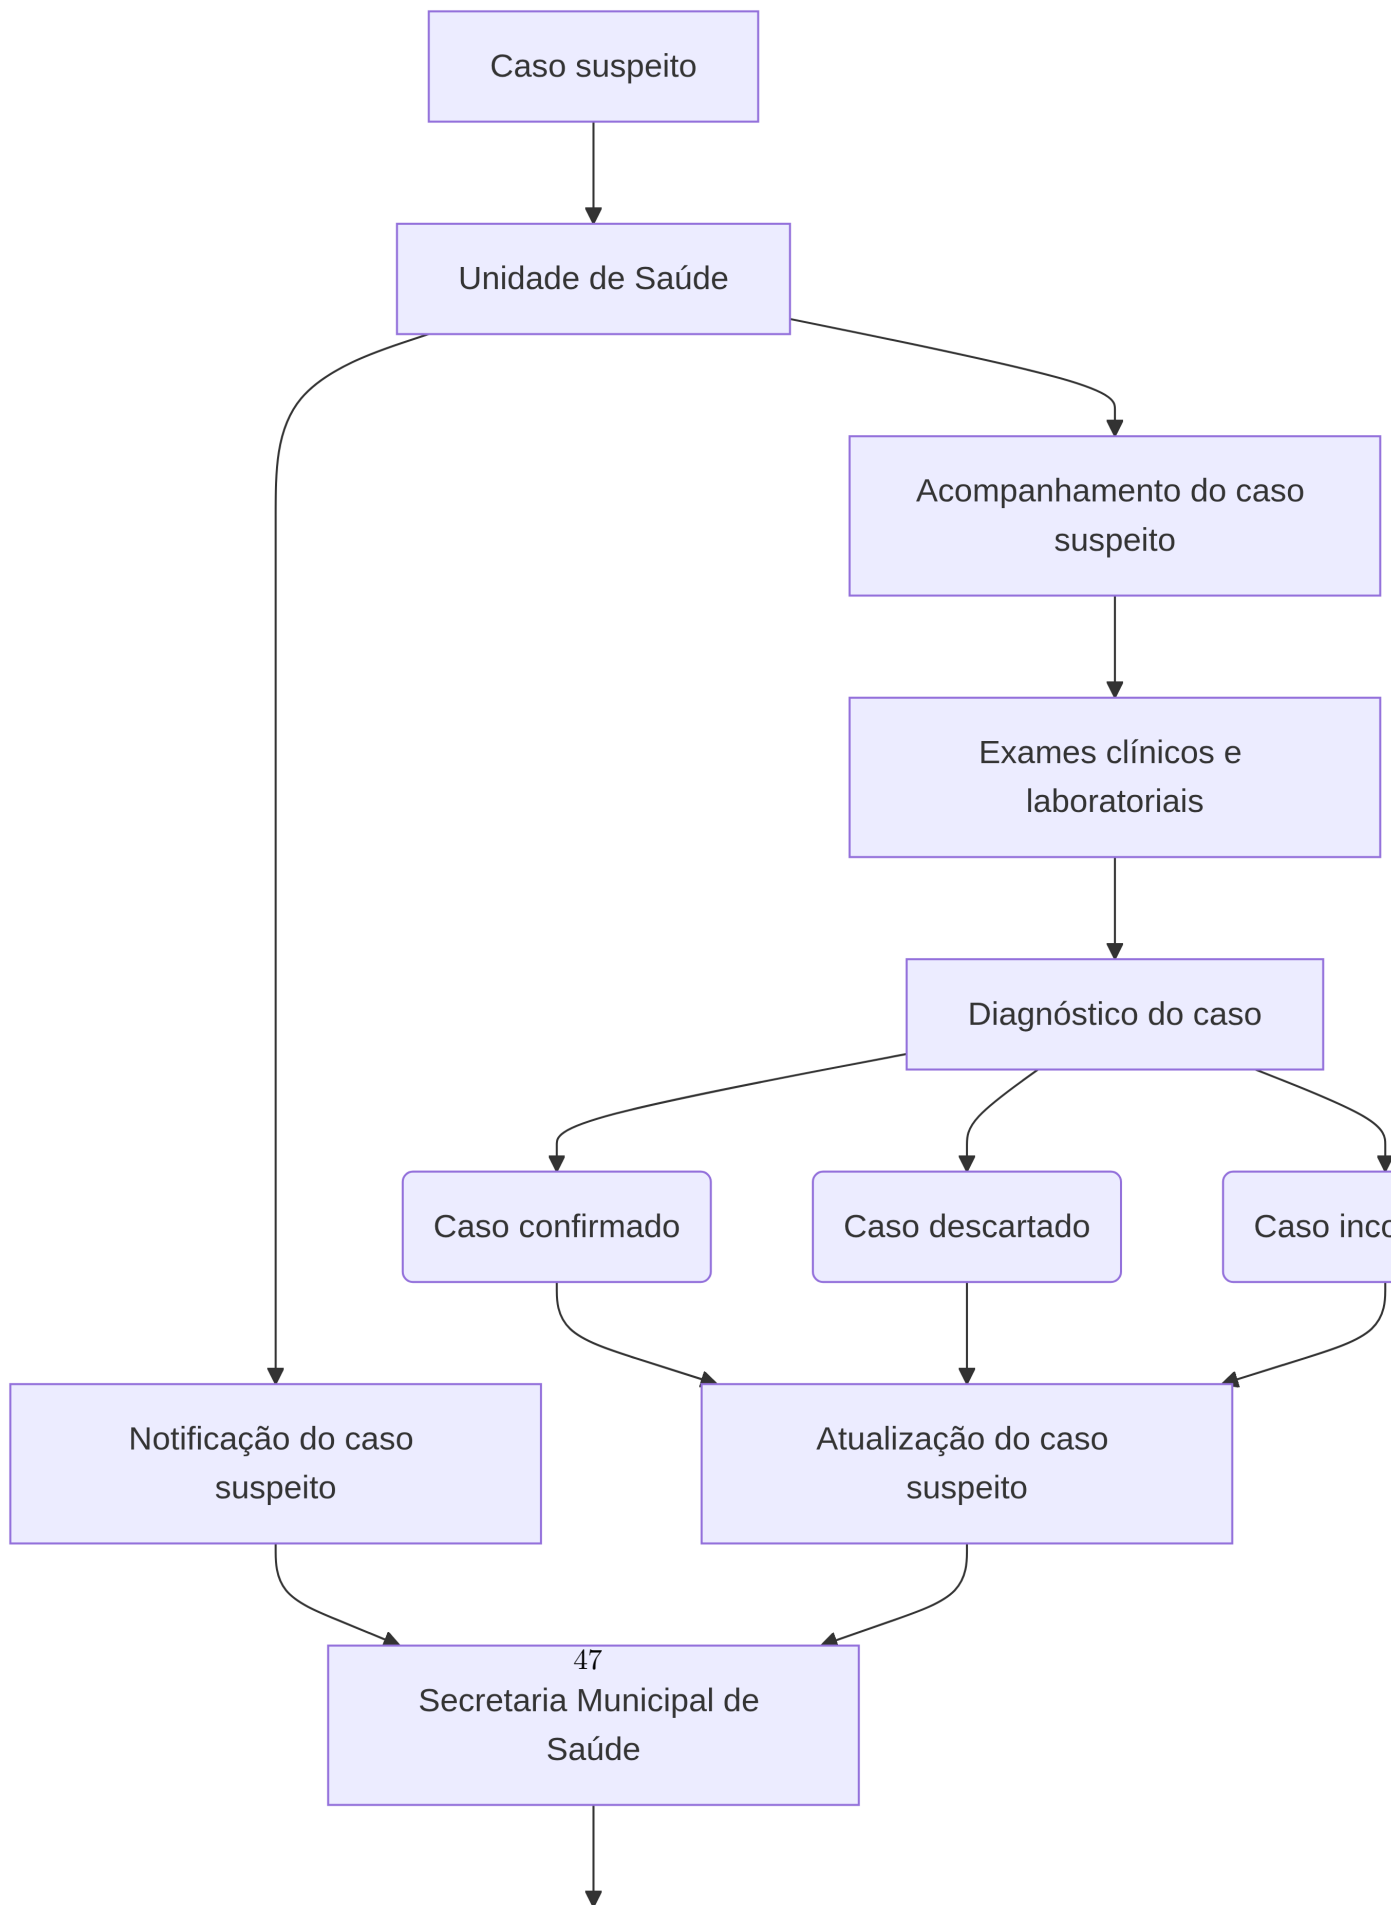 Caso suspeito
Unidade de Saúde
Acompanhamento do caso
suspeito
Exames clínicos e
laboratoriais
Diagnóstico do caso
Caso confirmado
Caso descartado
Caso
Notificação do caso
suspeito
Atualização do caso
suspeito
47
Secretaria Municipal de
Saúde